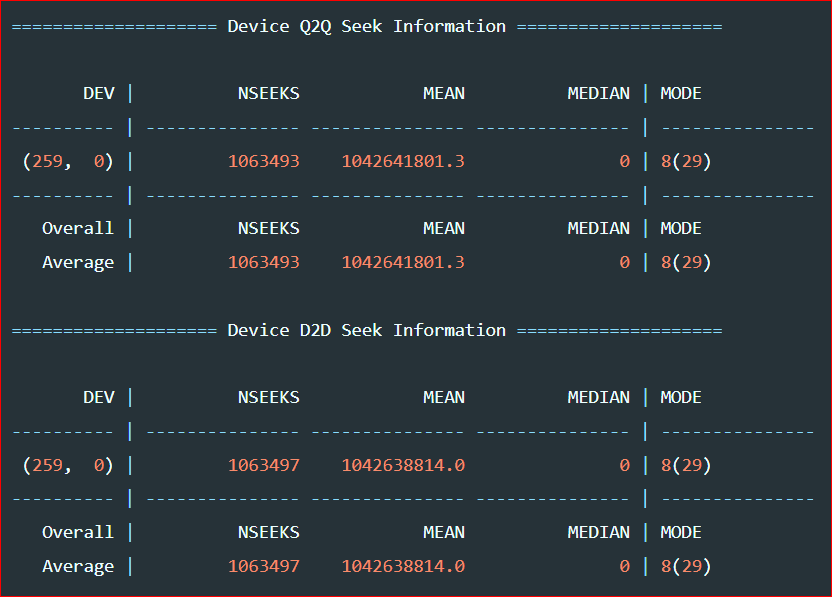 ==================== Device Q2Q Seek Information ====================
DEV |          NSEEKS            MEAN          MEDIAN | MODE
---------- | --------------- --------------- --------------- | ---------------
(259,  0) |         1063493    1042641801.3               0 | 8(29)
---------- | --------------- --------------- --------------- | ---------------
Overall |          NSEEKS            MEAN          MEDIAN | MODE
Average |         1063493    1042641801.3               0 | 8(29)
==================== Device D2D Seek Information ====================
DEV |          NSEEKS            MEAN          MEDIAN | MODE
---------- | --------------- --------------- --------------- | ---------------
(259,  0) |         1063497    1042638814.0               0 | 8(29)
---------- | --------------- --------------- --------------- | ---------------
Overall |          NSEEKS            MEAN          MEDIAN | MODE
Average |         1063497    1042638814.0               0 | 8(29)